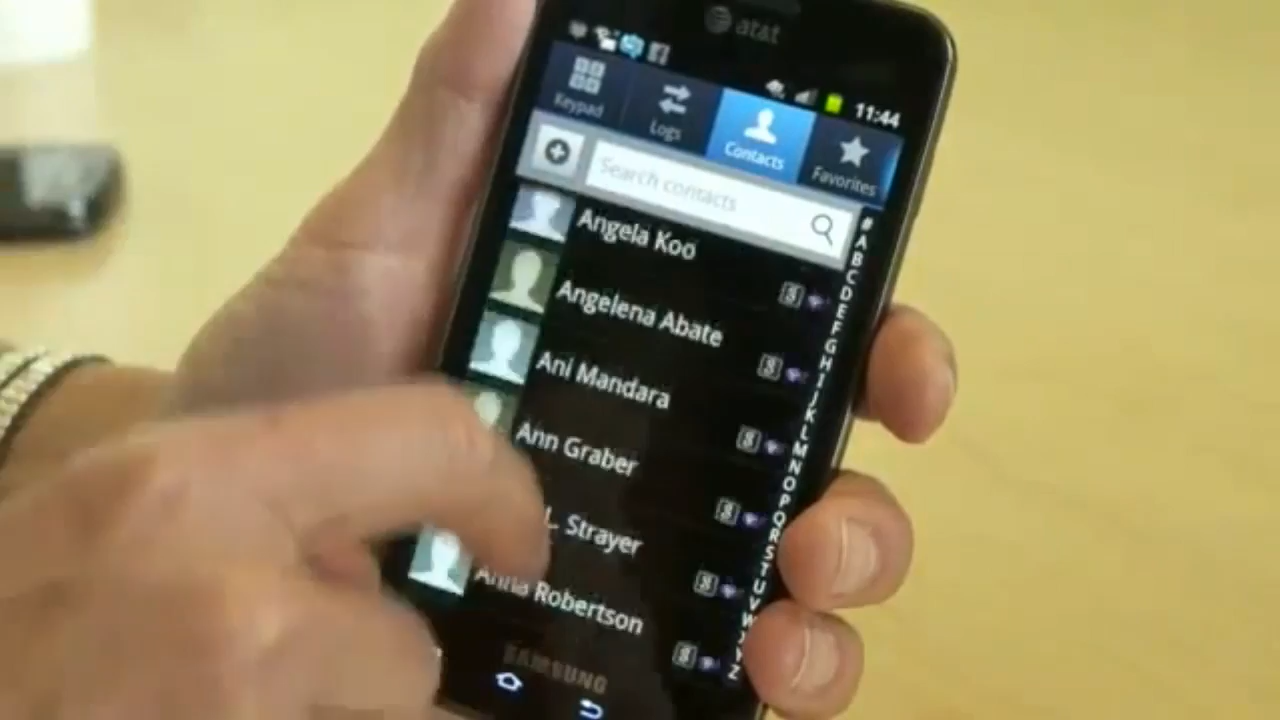 at&t
11:44
Keypad
Logs
Contacts
Favorites
Search contacts
Angela Koo
Angelena Abate
Ani Mandara
Ann Graber
L. Strayer
Anna Robertson
#
A
B
C
D
E
F
G
H
I
J
K
L
M
N
O
P
Q
R
S
T
U
V
W
X
Y
Z
SAMSUNG